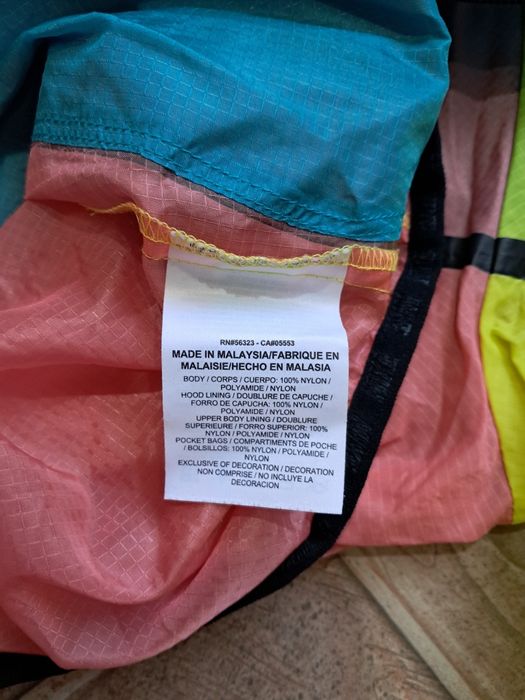 RN#56323 - CA#05553
MADE IN MALAYSIA/FABRIQUE EN
MALAISIE/HECHO EN MALASIA
BODY / CORPS / CUERPO: 100% NYLON /
POLYAMIDE / NYLON
HOOD LINING / DOUBLURE DE CAPUCHE /
FORRO DE CAPUCHA: 100% NYLON /
POLYAMIDE / NYLON
UPPER BODY LINING / DOUBLURE
SUPERIEURE / FORRO SUPERIOR: 100%
NYLON / POLYAMIDE / NYLON
POCKET BAGS / COMPARTIMENTS DE POCHE
/ BOLSILLOS: 100% NYLON / POLYAMIDE /
NYLON
EXCLUSIVE OF DECORATION / DECORATION
NON COMPRISE / NO INCLUYE LA
DECORACION